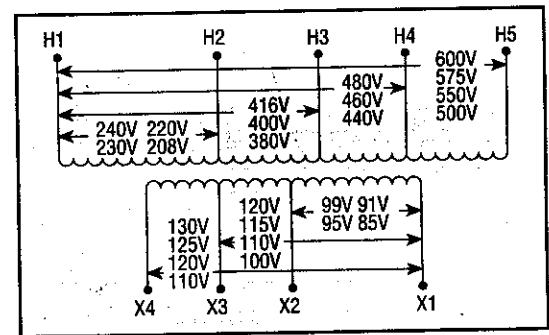 H1 H2 H3 H4 H5
600V
575V
550V
500V
480V
460V
440V
416V
400V
380V
240V 220V
230V 208V
99V 91V
95V 85V
120V
115V
110V
100V
130V
125V
120V
110V
X4 X3 X2 X1